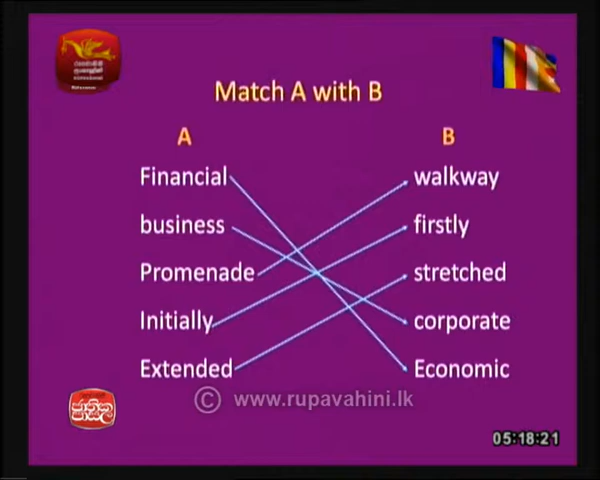 Match A with B
A B
Financial walkway
business firstly
Promenade stretched
Initially corporate
Extended Economic
© www.rupavahini.lk
05:18:21